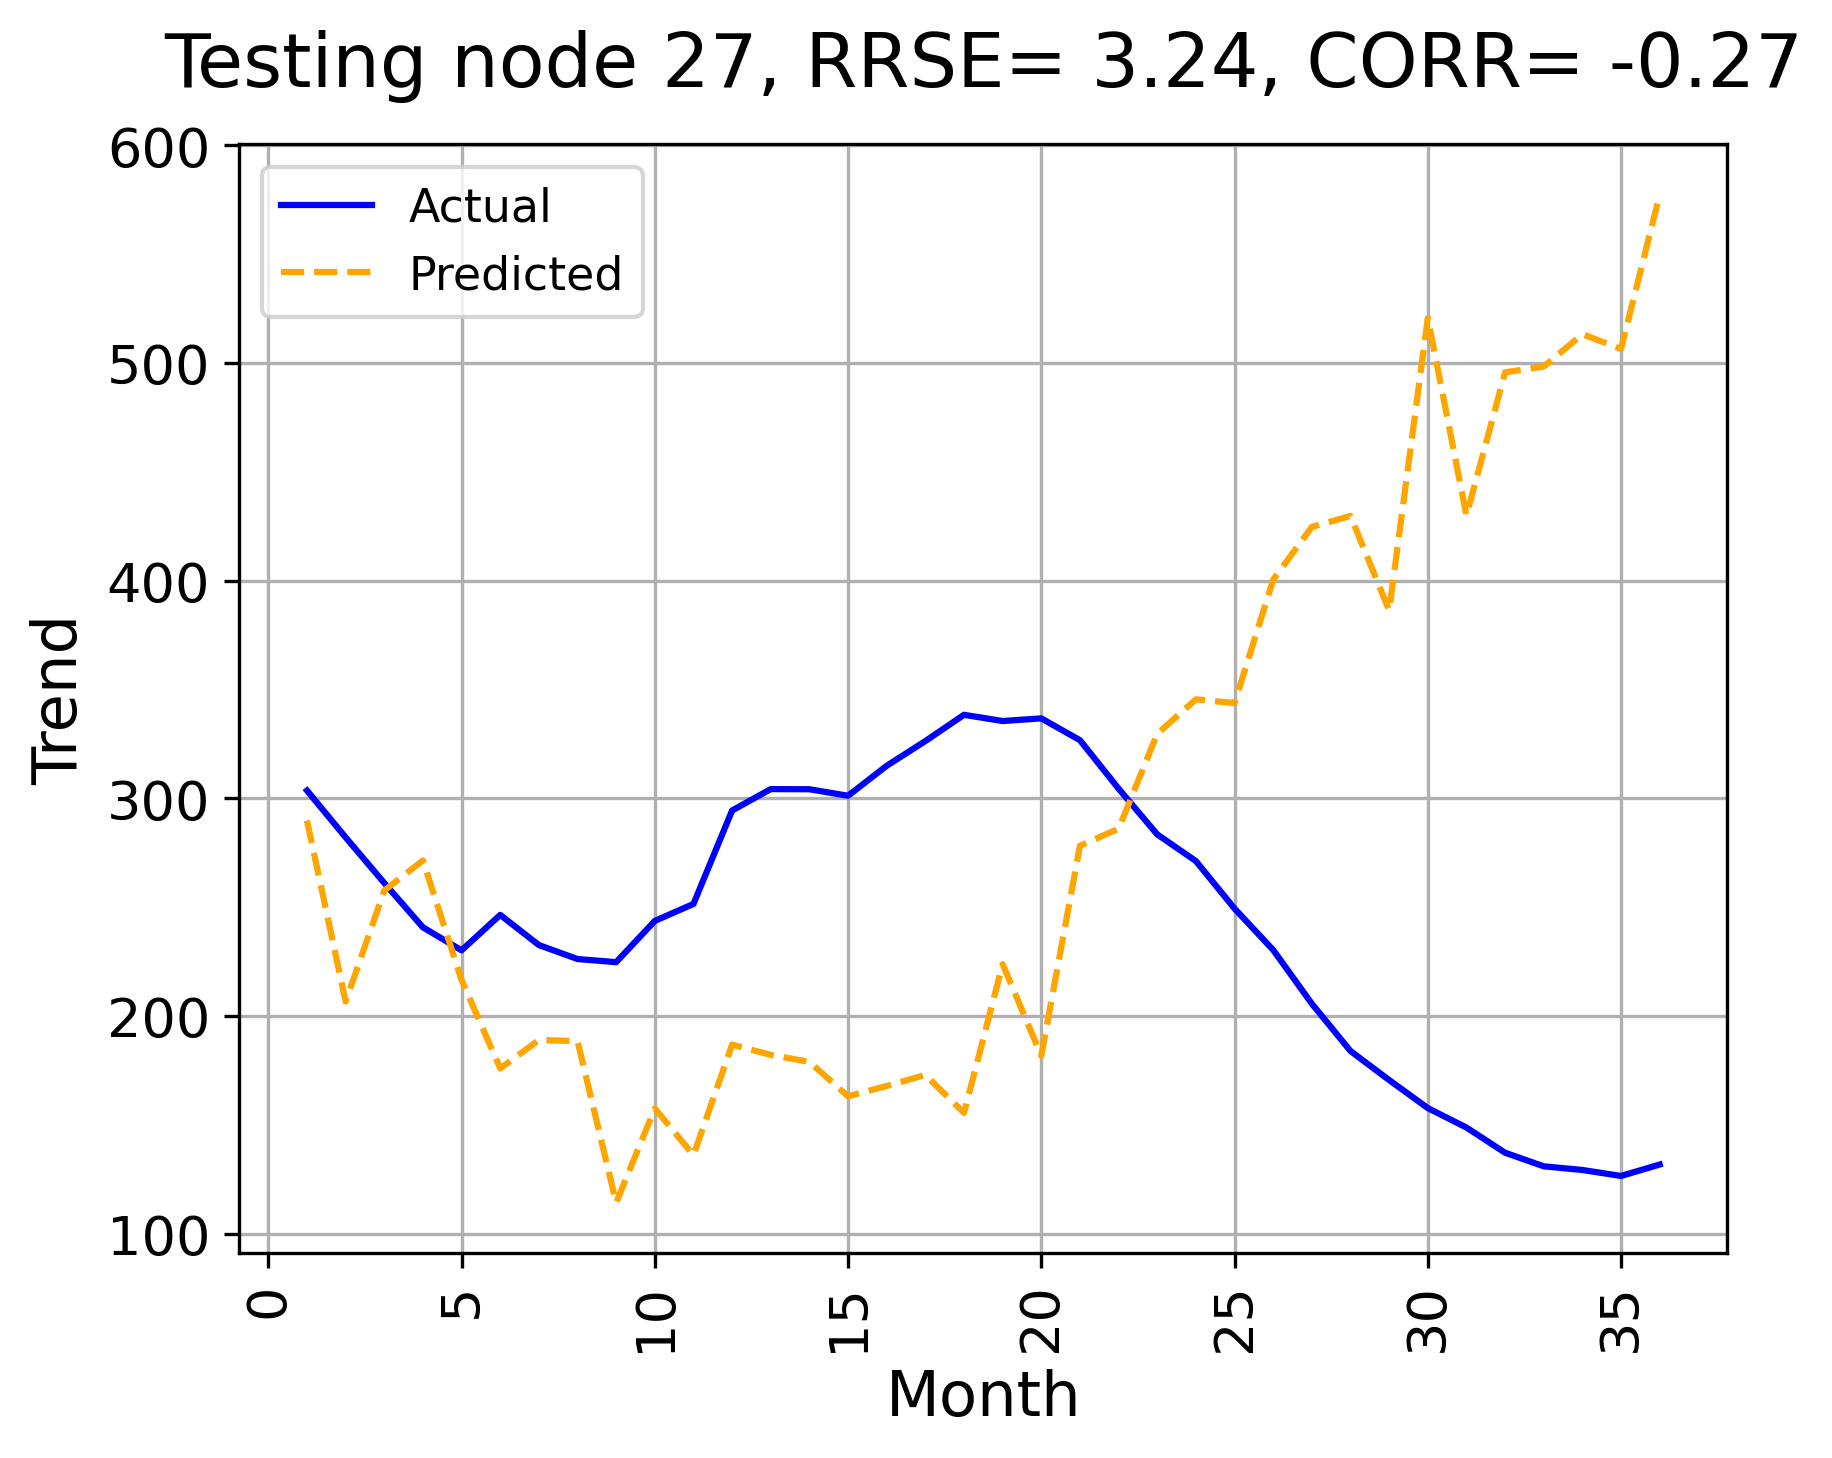 Testing node 27, RRSE= 3.24, CORR= -0.27
600
500
400
300
200
100
Actual
Predicted
Trend
0
5
10
15
20
25
30
35
Month